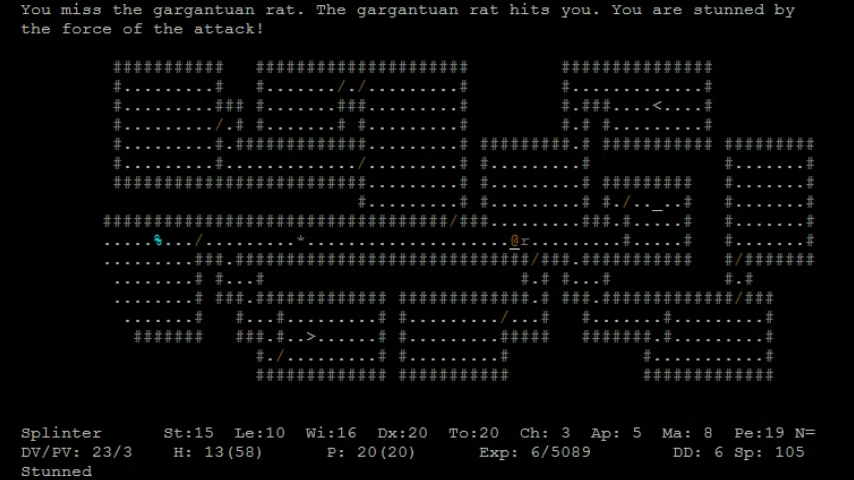 You miss the gargantuan rat. The gargantuan rat hits you. You are stunned by
the force of the attack!
Splinter St:15 Le:10 Wi:16 Dx:20 To:20 Ch: 3 Ap: 5 Ma: 8 Pe:19 N=
DV/PV: 23/3 H: 13(58) P: 20(20) Exp: 6/5089 DD: 6 Sp: 105
Stunned